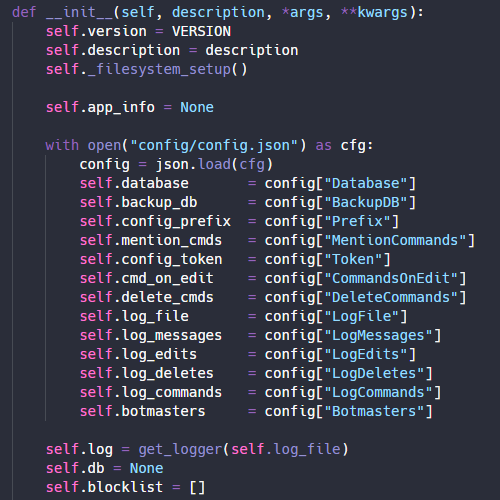 def __init__(self, description, *args, **kwargs):
    self.version = VERSION
    self.description = description
    self._filesystem_setup()

    self.app_info = None

    with open("config/config.json") as cfg:
        config = json.load(cfg)
        self.database       = config["Database"]
        self.backup_db      = config["BackupDB"]
        self.config_prefix  = config["Prefix"]
        self.mention_cmds   = config["MentionCommands"]
        self.config_token   = config["Token"]
        self.cmd_on_edit    = config["CommandsOnEdit"]
        self.delete_cmds    = config["DeleteCommands"]
        self.log_file       = config["LogFile"]
        self.log_messages   = config["LogMessages"]
        self.log_edits      = config["LogEdits"]
        self.log_deletes    = config["LogDeletes"]
        self.log_commands   = config["LogCommands"]
        self.botmasters     = config["Botmasters"]

    self.log = get_logger(self.log_file)
    self.db = None
    self.blocklist = []